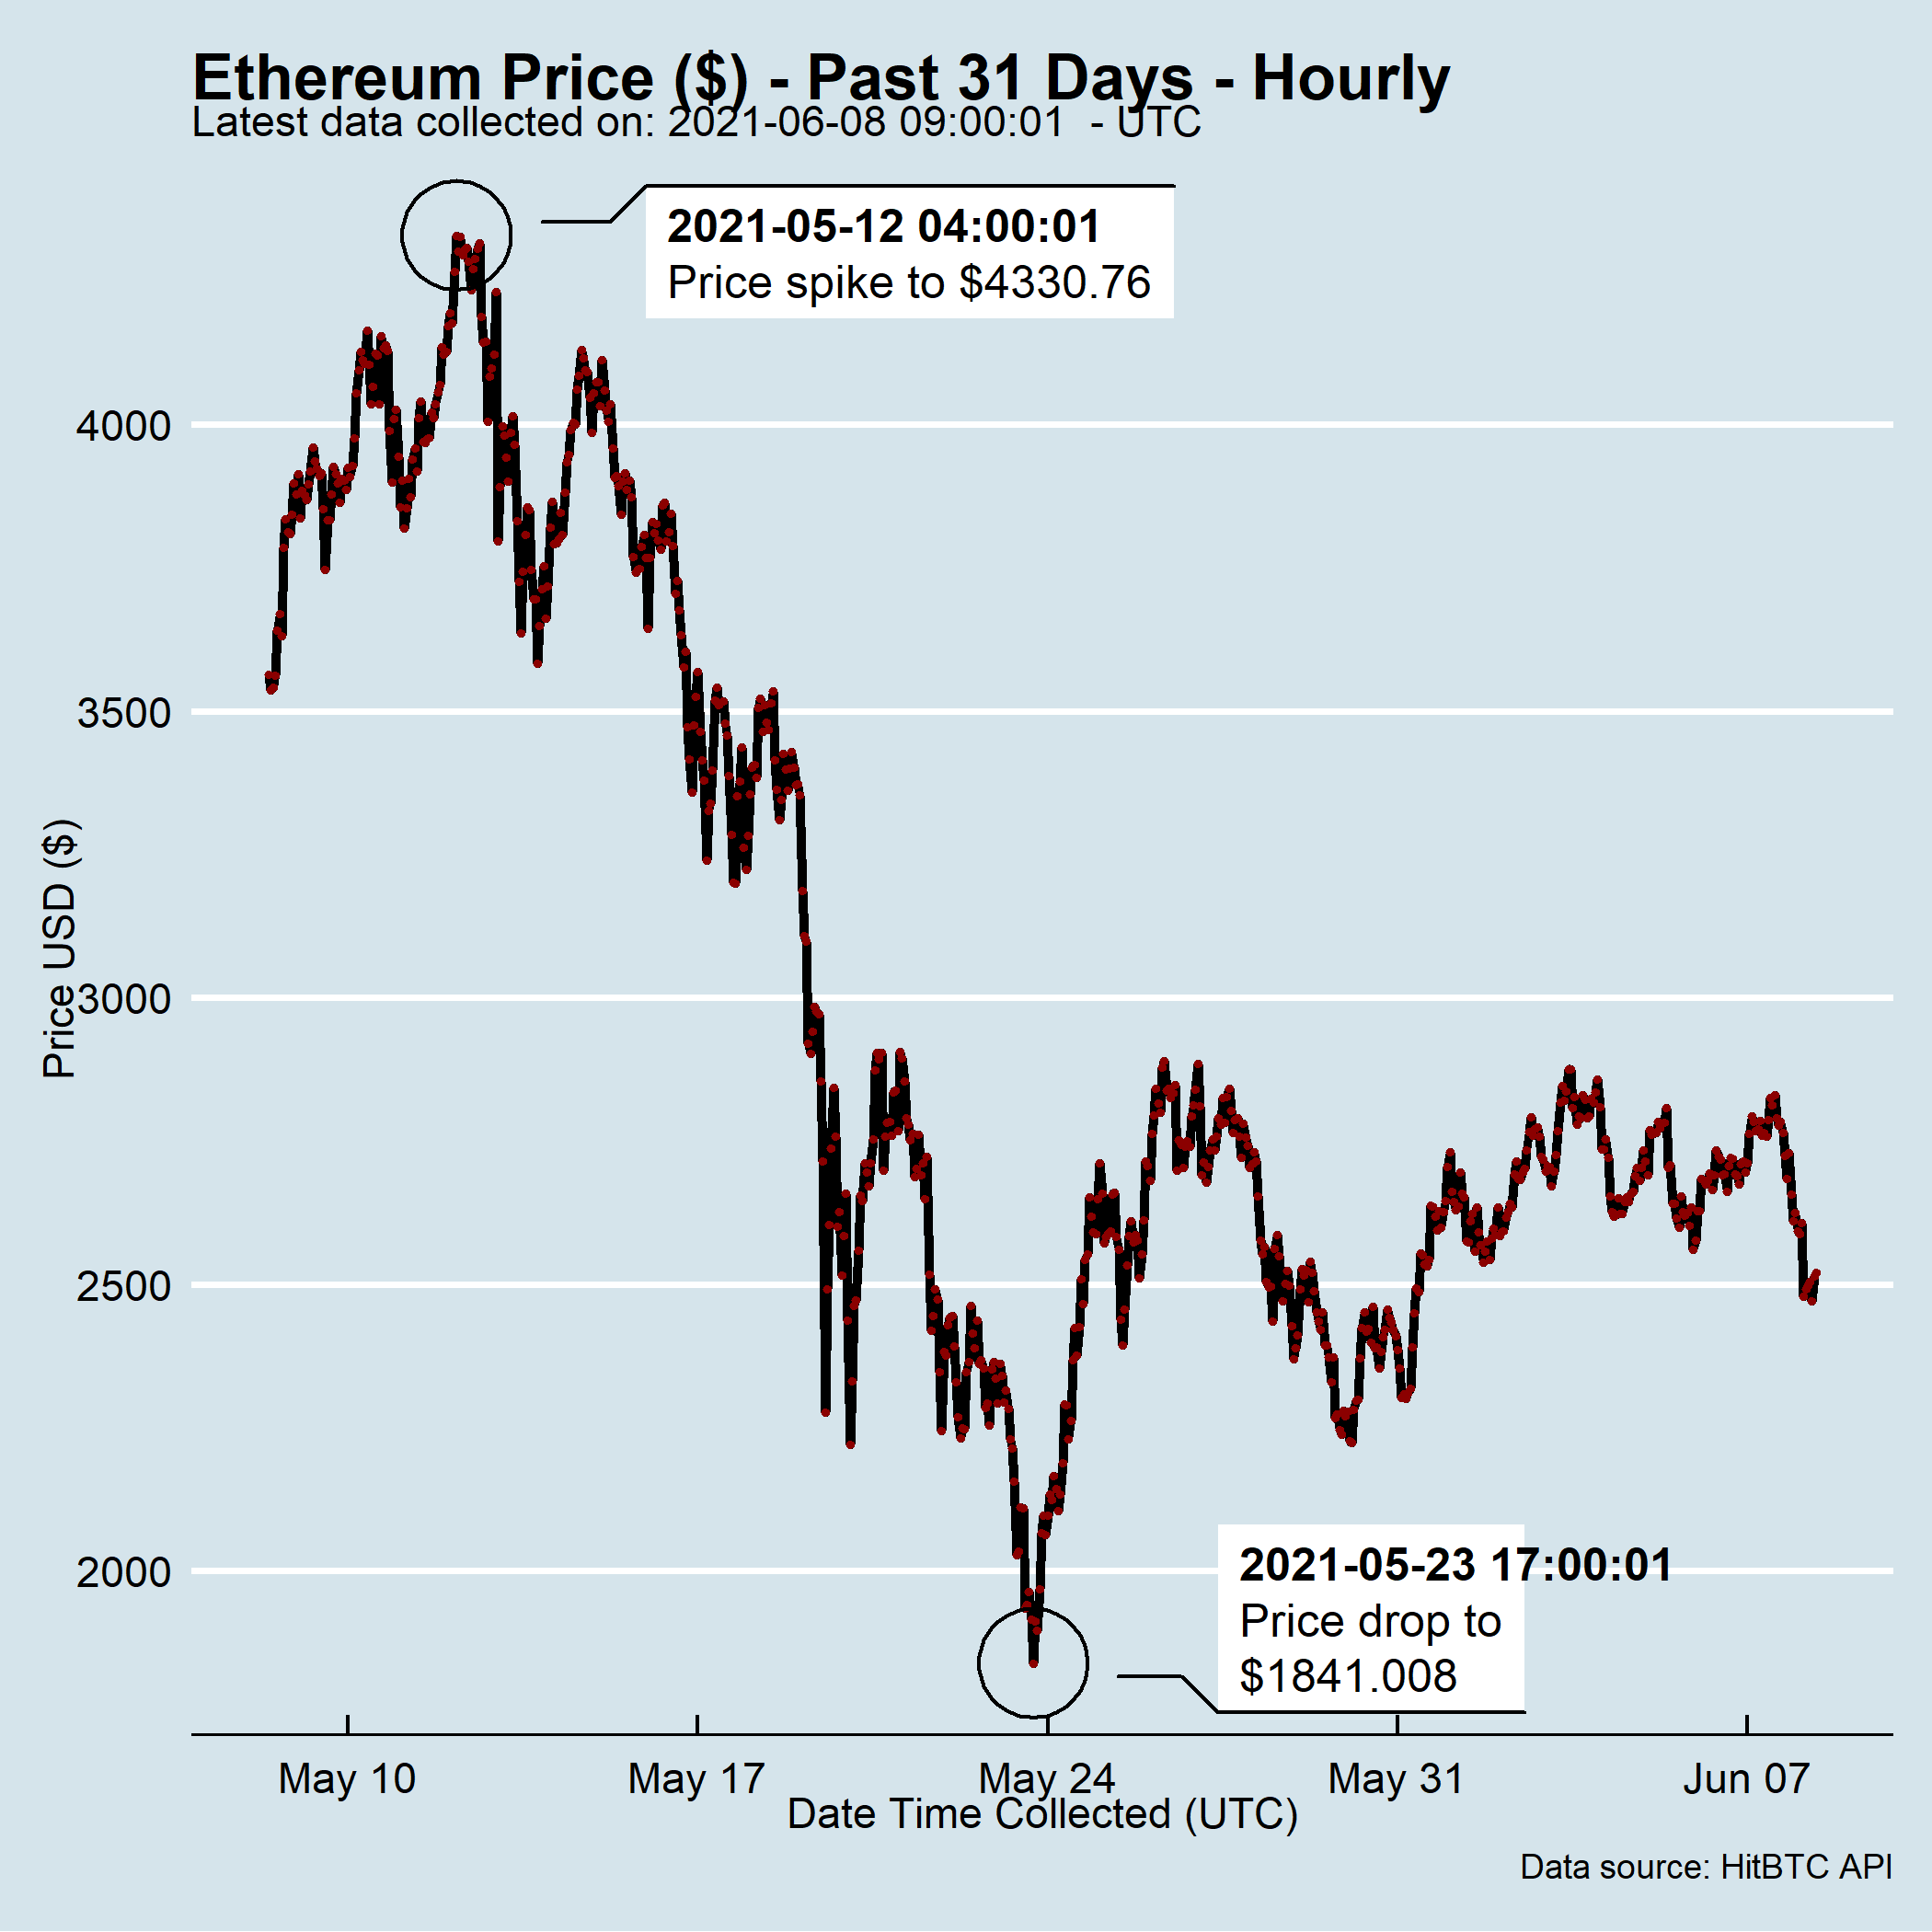 Ethereum Price ($) - Past 31 Days - Hourly
Latest data collected on: 2021-06-08 09:00:01  - UTC
2021-05-12 04:00:01
Price spike to $4330.76
4000
3500
3000
2500
2000
Price USD ($)
2021-05-23 17:00:01
Price drop to
$1841.008
May 10
May 17
May 24
May 31
Jun 07
Date Time Collected (UTC)
Data source: HitBTC API